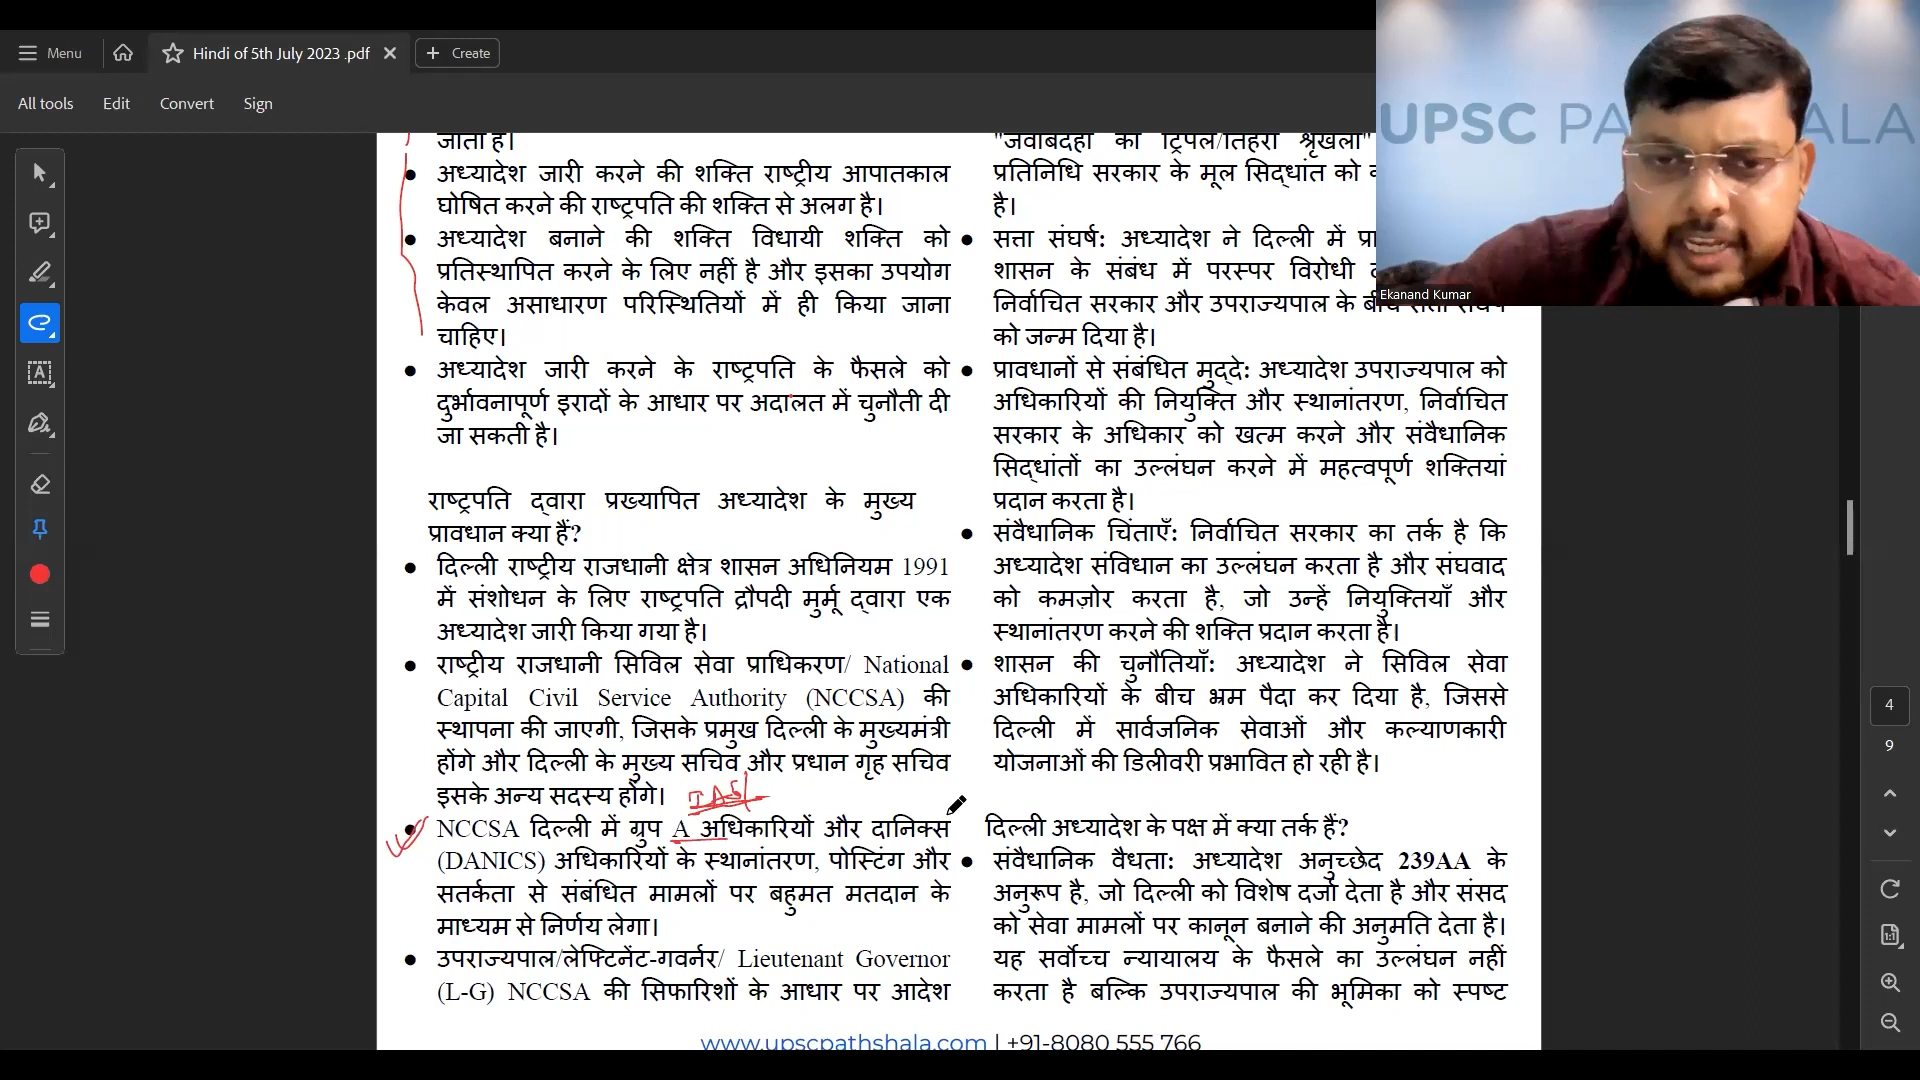 Menu
Hindi of 5th July 2023 .pdf
Create
All tools Edit Convert Sign
UPSC PA ALA
Ekanand Kumar
जाता है।
अध्यादेश जारी करने की शक्ति राष्ट्रीय आपातकाल
घोषित करने की राष्ट्रपति की शक्ति से अलग है।
अध्यादेश बनाने की शक्ति विधायी शक्ति को
प्रतिस्थापित करने के लिए नहीं है और इसका उपयोग
केवल असाधारण परिस्थितियों में ही किया जाना
चाहिए।
अध्यादेश जारी करने के राष्ट्रपति के फैसले को
दुर्भावनापूर्ण इरादों के आधार पर अदालत में चुनौती दी
जा सकती है।
राष्ट्रपति द्वारा प्रख्यापित अध्यादेश के मुख्य
प्रावधान क्या हैं?
दिल्ली राष्ट्रीय राजधानी क्षेत्र शासन अधिनियम 1991
में संशोधन के लिए राष्ट्रपति द्रौपदी मुर्मू द्वारा एक
अध्यादेश जारी किया गया है।
राष्ट्रीय राजधानी सिविल सेवा प्राधिकरण/ National
Capital Civil Service Authority (NCCSA) की
स्थापना की जाएगी, जिसके प्रमुख दिल्ली के मुख्यमंत्री
होंगे और दिल्ली के मुख्य सचिव और प्रधान गृह सचिव
इसके अन्य सदस्य होंगे।
IAS
NCCSA दिल्ली में ग्रुप A अधिकारियों और दानिक्स
(DANICS) अधिकारियों के स्थानांतरण, पोस्टिंग और
सतर्कता से संबंधित मामलों पर बहुमत मतदान के
माध्यम से निर्णय लेगा।
उपराज्यपाल/लेफ्टिनेंट-गवर्नर/ Lieutenant Governor
(L-G) NCCSA की सिफारिशों के आधार पर आदेश
"जवाबदेही की ट्रिपल/तिहरी श्रृंखला"
प्रतिनिधि सरकार के मूल सिद्धांत को
है।
सत्ता संघर्ष: अध्यादेश ने दिल्ली में
शासन के संबंध में परस्पर विरोधी
निर्वाचित सरकार और उपराज्यपाल के बीच सत्ता संघर्ष
को जन्म दिया है।
प्रावधानों से संबंधित मुद्दे: अध्यादेश उपराज्यपाल को
अधिकारियों की नियुक्ति और स्थानांतरण, निर्वाचित
सरकार के अधिकार को खत्म करने और संवैधानिक
सिद्धांतों का उल्लंघन करने में महत्वपूर्ण शक्तियां
प्रदान करता है।
संवैधानिक चिंताएँ: निर्वाचित सरकार का तर्क है कि
अध्यादेश संविधान का उल्लंघन करता है और संघवाद
को कमज़ोर करता है, जो उन्हें नियुक्तियाँ और
स्थानांतरण करने की शक्ति प्रदान करता है।
शासन की चुनौतियाँ: अध्यादेश ने सिविल सेवा
अधिकारियों के बीच भ्रम पैदा कर दिया है, जिससे
दिल्ली में सार्वजनिक सेवाओं और कल्याणकारी
योजनाओं की डिलीवरी प्रभावित हो रही है।
दिल्ली अध्यादेश के पक्ष में क्या तर्क हैं?
संवैधानिक वैधता: अध्यादेश अनुच्छेद 239AA के
अनुरूप है, जो दिल्ली को विशेष दर्जा देता है और संसद
को सेवा मामलों पर कानून बनाने की अनुमति देता है।
यह सर्वोच्च न्यायालय के फैसले का उल्लंघन नहीं
करता है बल्कि उपराज्यपाल की भूमिका को स्पष्ट
www.upscpathshala.com | +91-8080 555 766
4
9
1:1